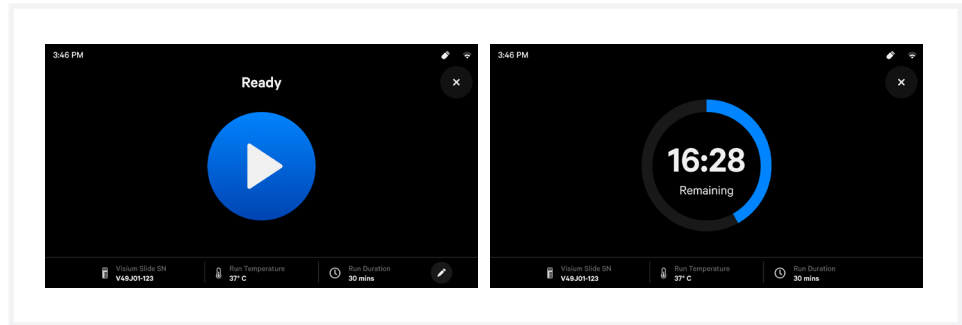 3:46 PM
Ready
Visium Slide SN
V49J01-123
Run Temperature
37° C
Run Duration
30 mins
3:46 PM
16:28
Remaining
Visium Slide SN
V49J01-123
Run Temperature
37° C
Run Duration
30 mins